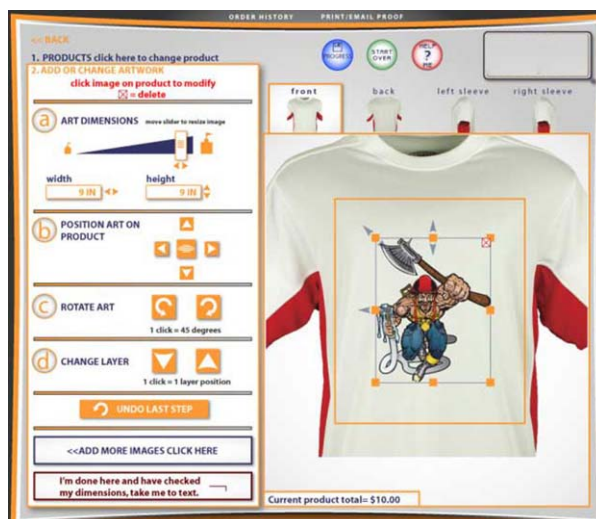 ORDER HISTORY PRINT/EMAIL PROOF
<< BACK
1. PRODUCTS click here to change product
2. ADD OR CHANGE ARTWORK
click image on product to modify
= delete
PROGRESS
START OVER
HELP ? ME
front back left sleeve right sleeve
a ART DIMENSIONS move slider to resize image
width height
9 IN 9 IN
b POSITION ART ON
PRODUCT
c ROTATE ART
1 click = 45 degrees
d CHANGE LAYER
1 click = 1 layer position
UNDO LAST STEP
<<ADD MORE IMAGES CLICK HERE
I'm done here and have checked
my dimensions, take me to text.
Current product total= $10.00